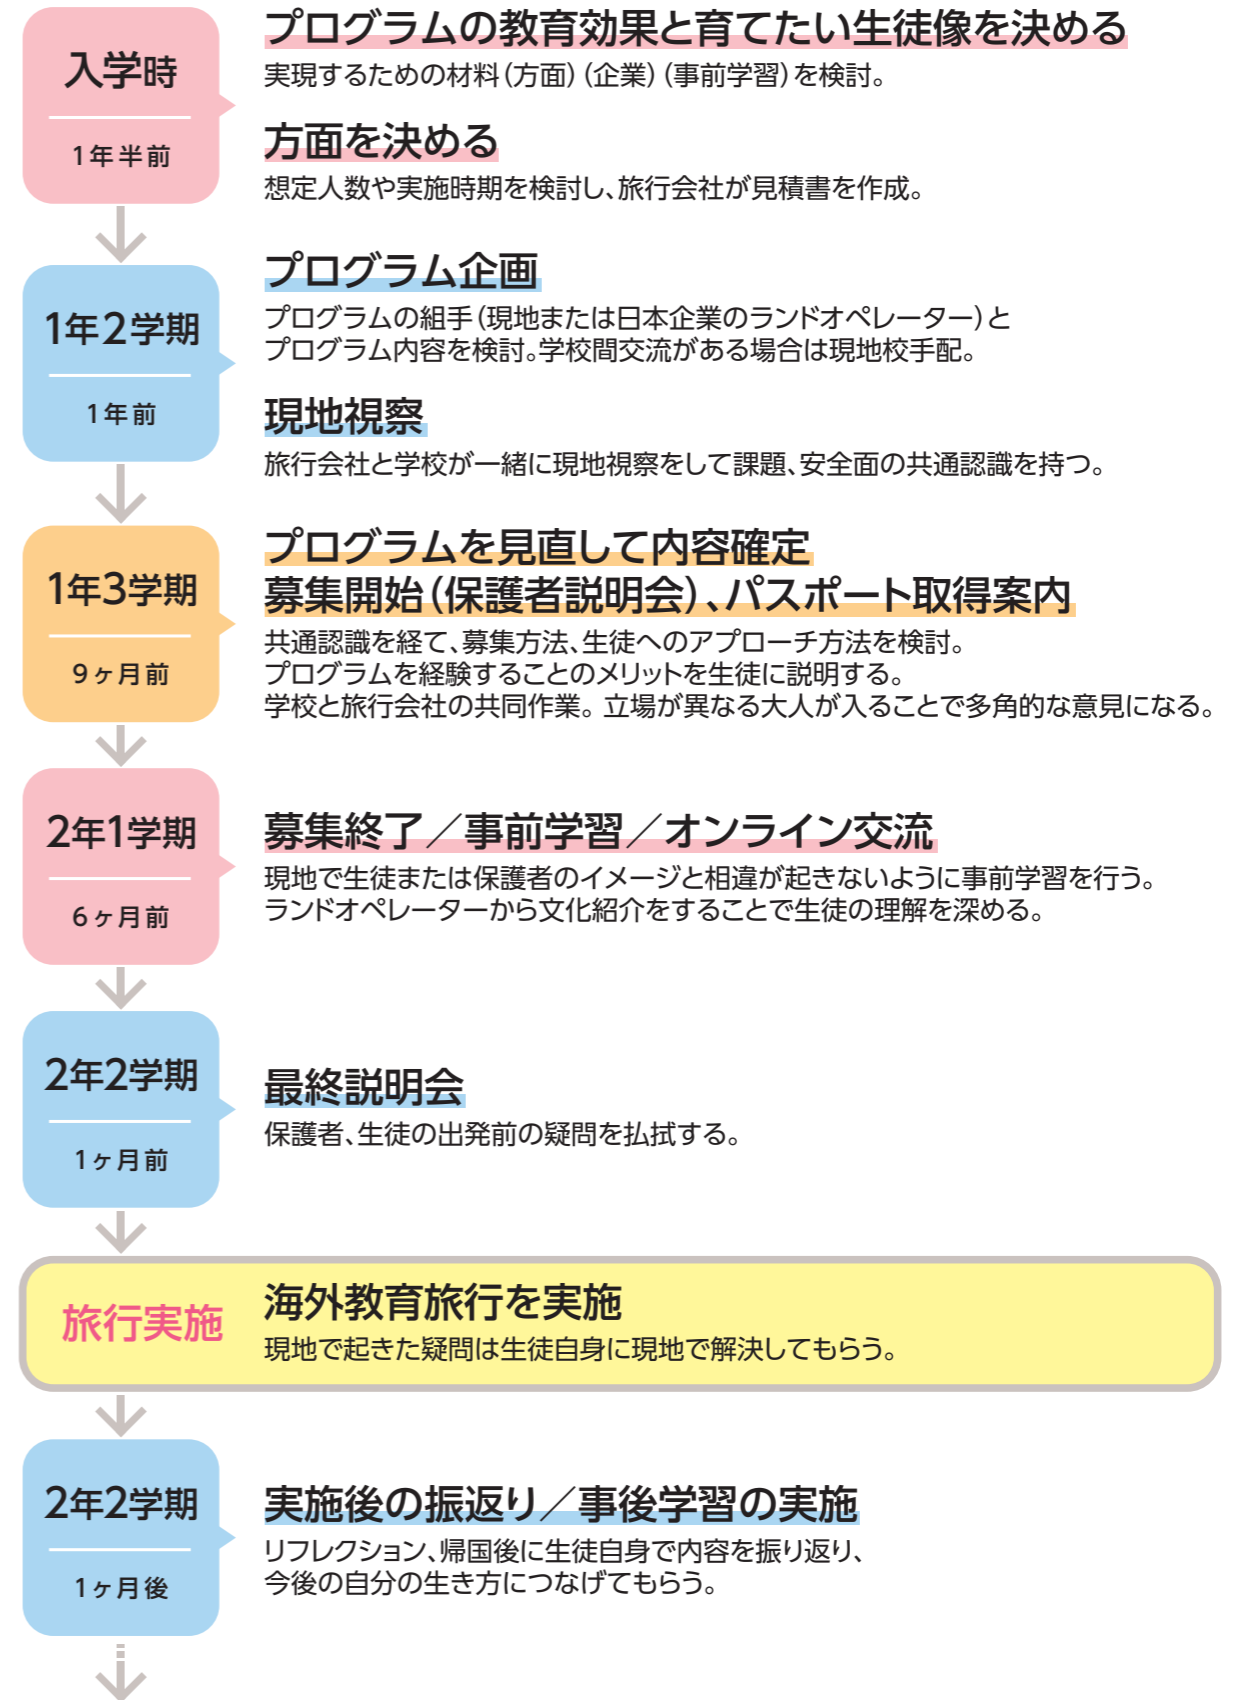 入学時
1年半前
プログラムの教育効果と育てたい生徒像を決める
実現するための材料(方面)(企業)(事前学習)を検討。
方面を決める
想定人数や実施時期を検討し、旅行会社が見積書を作成。
1年2学期
1年前
プログラム企画
プログラムの組手(現地または日本企業のランドオペレーター)と
プログラム内容を検討。学校間交流がある場合は現地校手配。
現地視察
旅行会社と学校が一緒に現地視察をして課題、安全面の共通認識を持つ。
1年3学期
9ヶ月前
プログラムを見直して内容確定
募集開始(保護者説明会)、パスポート取得案内
共通認識を経て、募集方法、生徒へのアプローチ方法を検討。
プログラムを経験することのメリットを生徒に説明する。
学校と旅行会社の共同作業。立場が異なる大人が入ることで多角的な意見になる。
2年1学期
6ヶ月前
募集終了/事前学習/オンライン交流
現地で生徒または保護者のイメージと相違が起きないように事前学習を行う。
ランドオペレーターから文化紹介をすることで生徒の理解を深める。
2年2学期
1ヶ月前
最終説明会
保護者、生徒の出発前の疑問を払拭する。
旅行実施
海外教育旅行を実施
現地で起きた疑問は生徒自身に現地で解決してもらう。
2年2学期
1ヶ月後
実施後の振返り/事後学習の実施
リフレクション、帰国後に生徒自身で内容を振り返り、
今後の自分の生き方につなげてもらう。